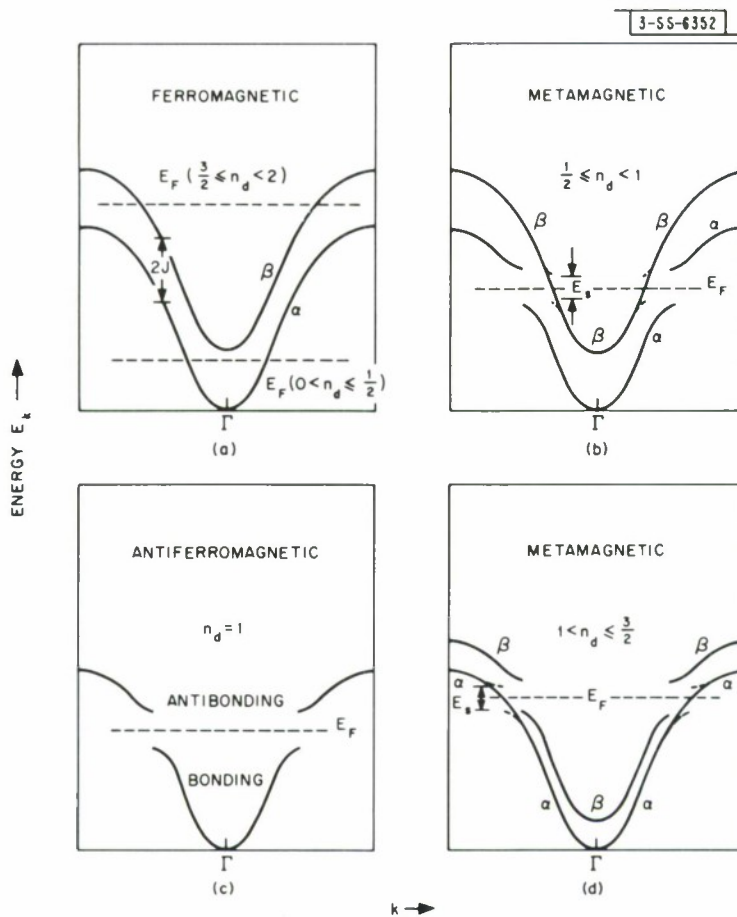 3-SS-6352
FERROMAGNETIC
E_F (3/2 ≤ n_d < 2)
2J
β
α
E_F (0 < n_d ≤ 1/2)
Γ
(a)
METAMAGNETIC
1/2 ≤ n_d < 1
β
β
α
E_s
E_F
β
α
Γ
(b)
ENERGY E_k
ANTIFERROMAGNETIC
n_d = 1
ANTIBONDING
E_F
BONDING
Γ
(c)
METAMAGNETIC
1 < n_d ≤ 3/2
β
β
α
α
E_s
E_F
α
β
α
Γ
(d)
k